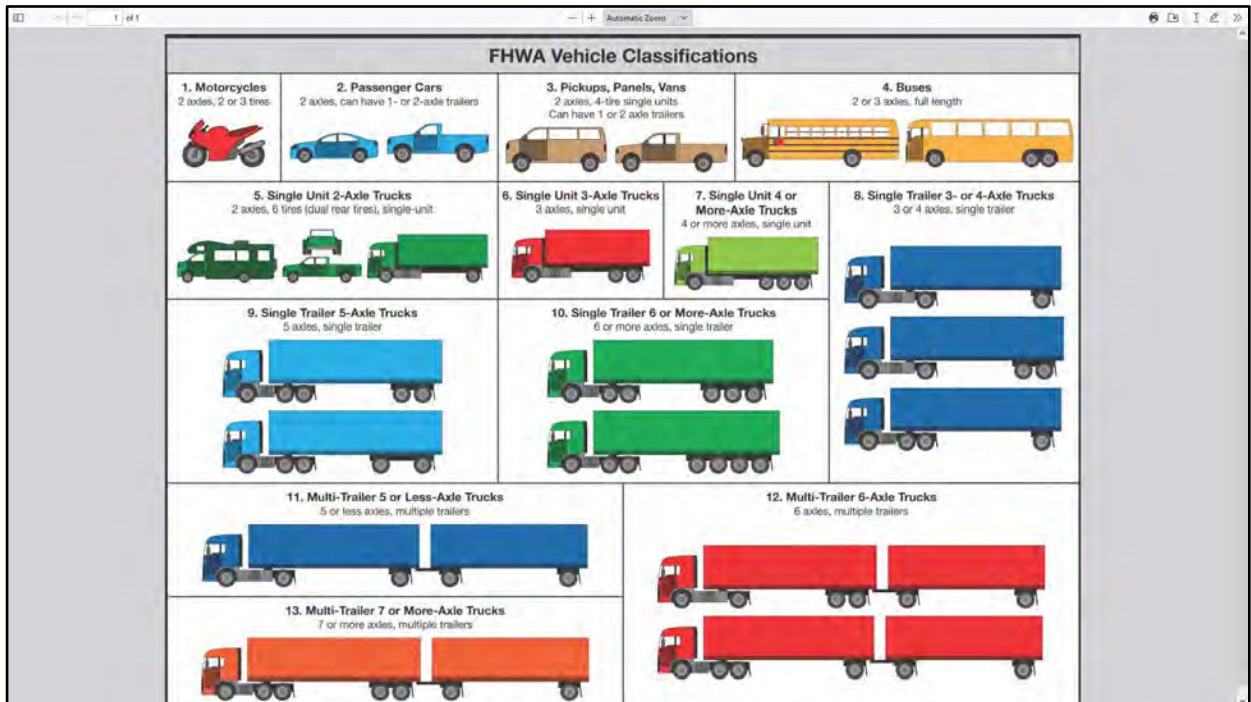 1 of 1
Automatic Zoom
FHWA Vehicle Classifications
1. Motorcycles
2 axles, 2 or 3 tires
2. Passenger Cars
2 axles, can have 1- or 2-axle trailers
3. Pickups, Panels, Vans
2 axles, 4-tire single units
Can have 1 or 2 axle trailers
4. Buses
2 or 3 axles, full length
5. Single Unit 2-Axle Trucks
2 axles, 6 tires (dual rear tires), single-unit
6. Single Unit 3-Axle Trucks
3 axles, single unit
7. Single Unit 4 or
More-Axle Trucks
4 or more axles, single unit
8. Single Trailer 3- or 4-Axle Trucks
3 or 4 axles, single trailer
9. Single Trailer 5-Axle Trucks
5 axles, single trailer
10. Single Trailer 6 or More-Axle Trucks
6 or more axles, single trailer
11. Multi-Trailer 5 or Less-Axle Trucks
5 or less axles, multiple trailers
12. Multi-Trailer 6-Axle Trucks
6 axles, multiple trailers
13. Multi-Trailer 7 or More-Axle Trucks
7 or more axles, multiple trailers